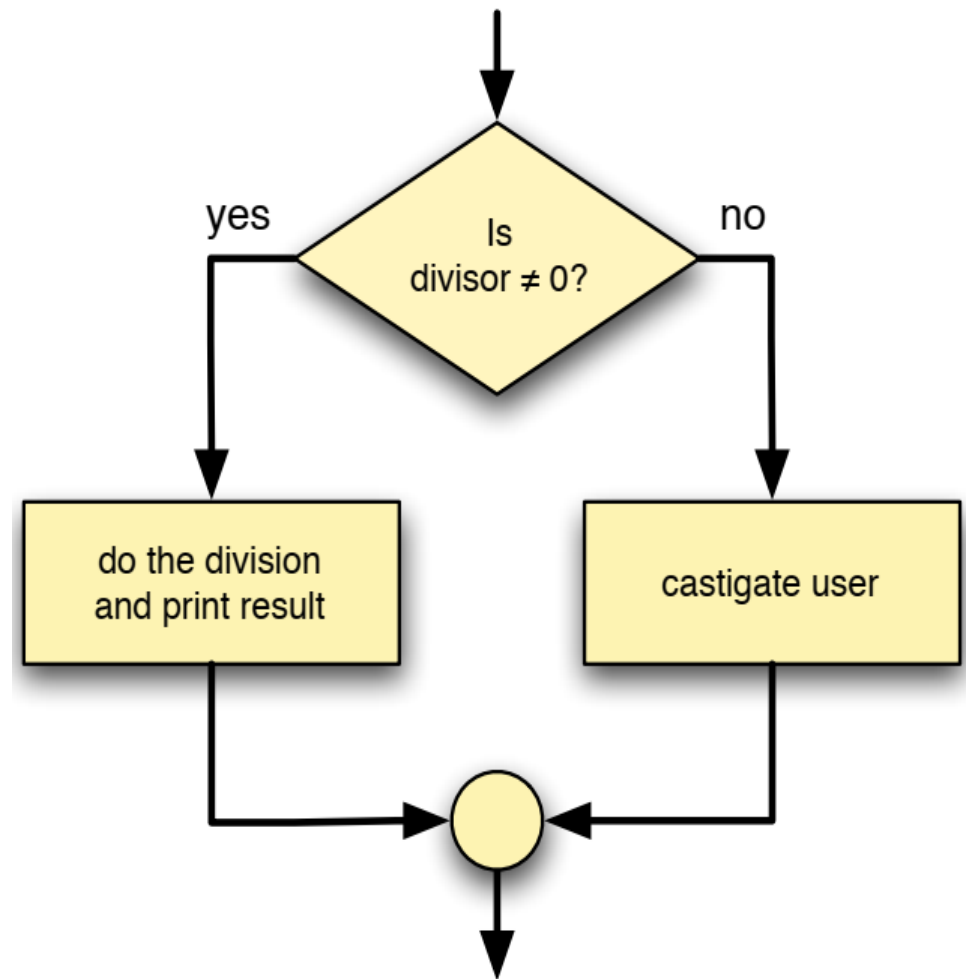 yes
no
Is
divisor ≠ 0?
do the division
and print result
castigate user